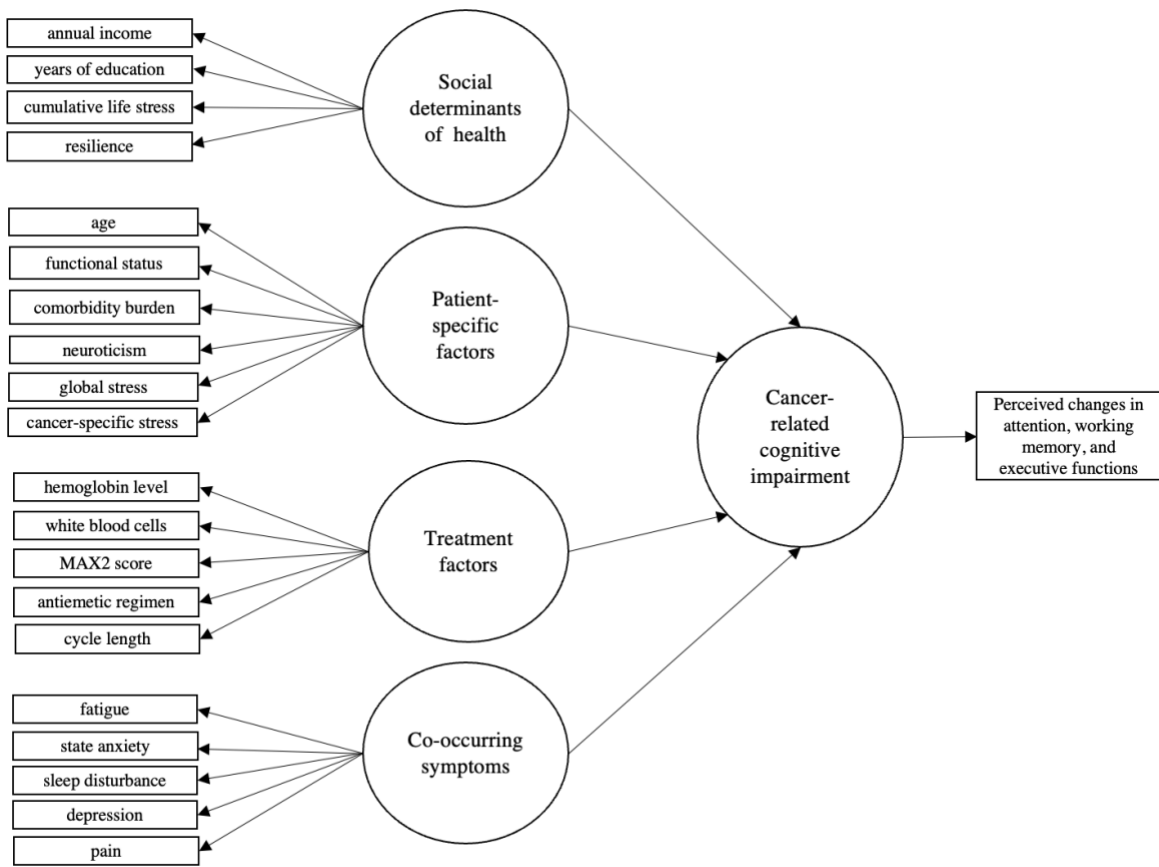 annual income
years of education
cumulative life stress
resilience
Social
determinants
of health
age
functional status
comorbidity burden
neuroticism
global stress
cancer-specific stress
Patient-
specific
factors
hemoglobin level
white blood cells
MAX2 score
antiemetic regimen
cycle length
Treatment
factors
fatigue
state anxiety
sleep disturbance
depression
pain
Co-occurring
symptoms
Cancer-
related
cognitive
impairment
Perceived changes in
attention, working
memory, and
executive functions